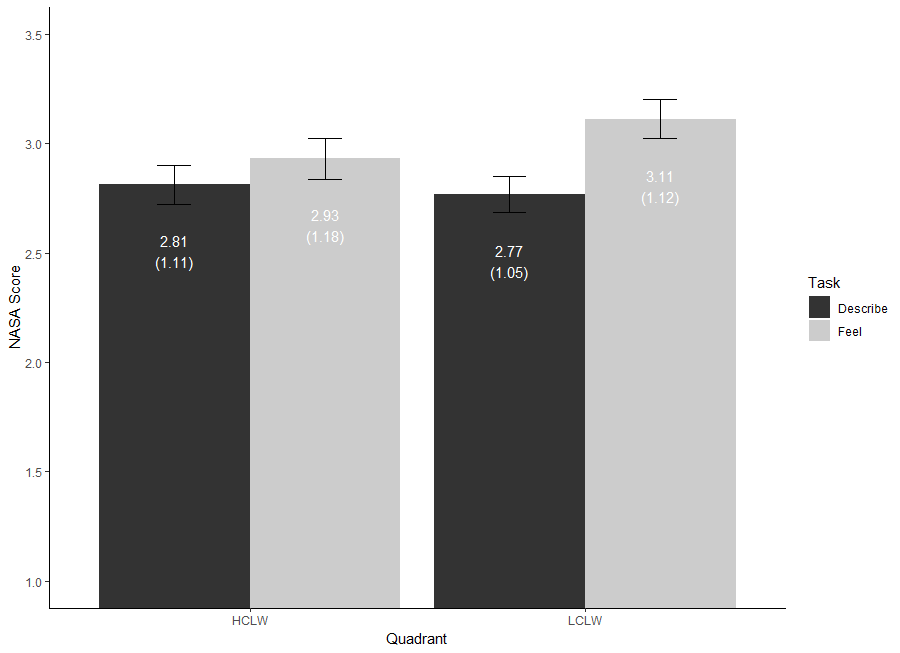 3.5
3.0
2.5
2.0
1.5
1.0
NASA Score
2.81
(1.11)
2.93
(1.18)
2.77
(1.05)
3.11
(1.12)
HCLW
LCLW
Quadrant
Task
Describe
Feel